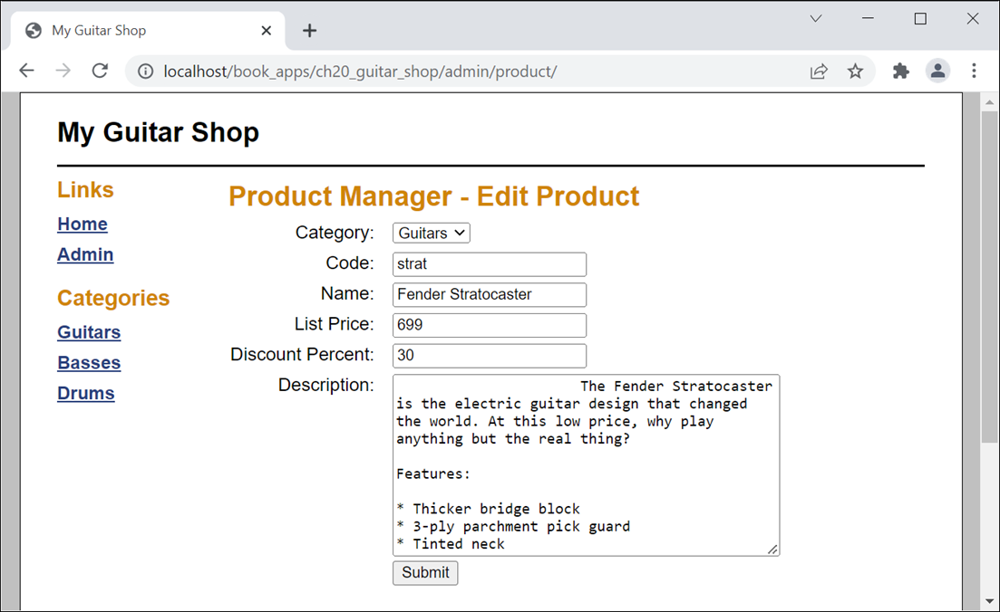 My Guitar Shop
localhost/book_apps/ch20_guitar_shop/admin/product/
My Guitar Shop
Links
Home
Admin
Categories
Guitars
Basses
Drums
Product Manager - Edit Product
Category: Guitars
Code: strat
Name: Fender Stratocaster
List Price: 699
Discount Percent: 30
Description: The Fender Stratocaster
is the electric guitar design that changed
the world. At this low price, why play
anything but the real thing?
Features:
* Thicker bridge block
* 3-ply parchment pick guard
* Tinted neck
Submit